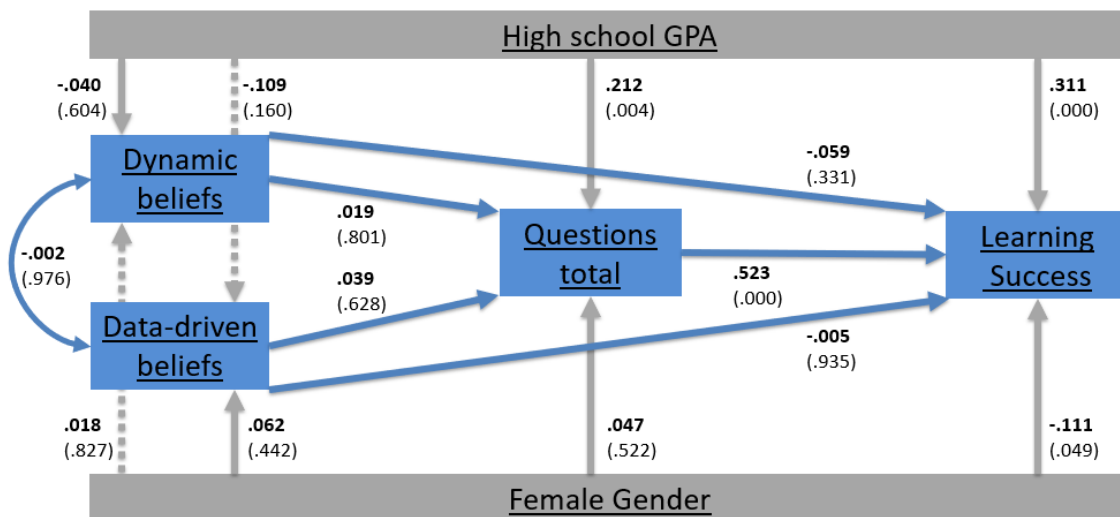 High school GPA
-.040
(.604)
-.109
(.160)
.212
(.004)
.311
(.000)
Dynamic
beliefs
-.059
(.331)
.019
(.801)
Questions
total
Learning
Success
-.002
(.976)
.039
(.628)
.523
(.000)
Data-driven
beliefs
-.005
(.935)
.018
(.827)
.062
(.442)
.047
(.522)
-.111
(.049)
Female Gender